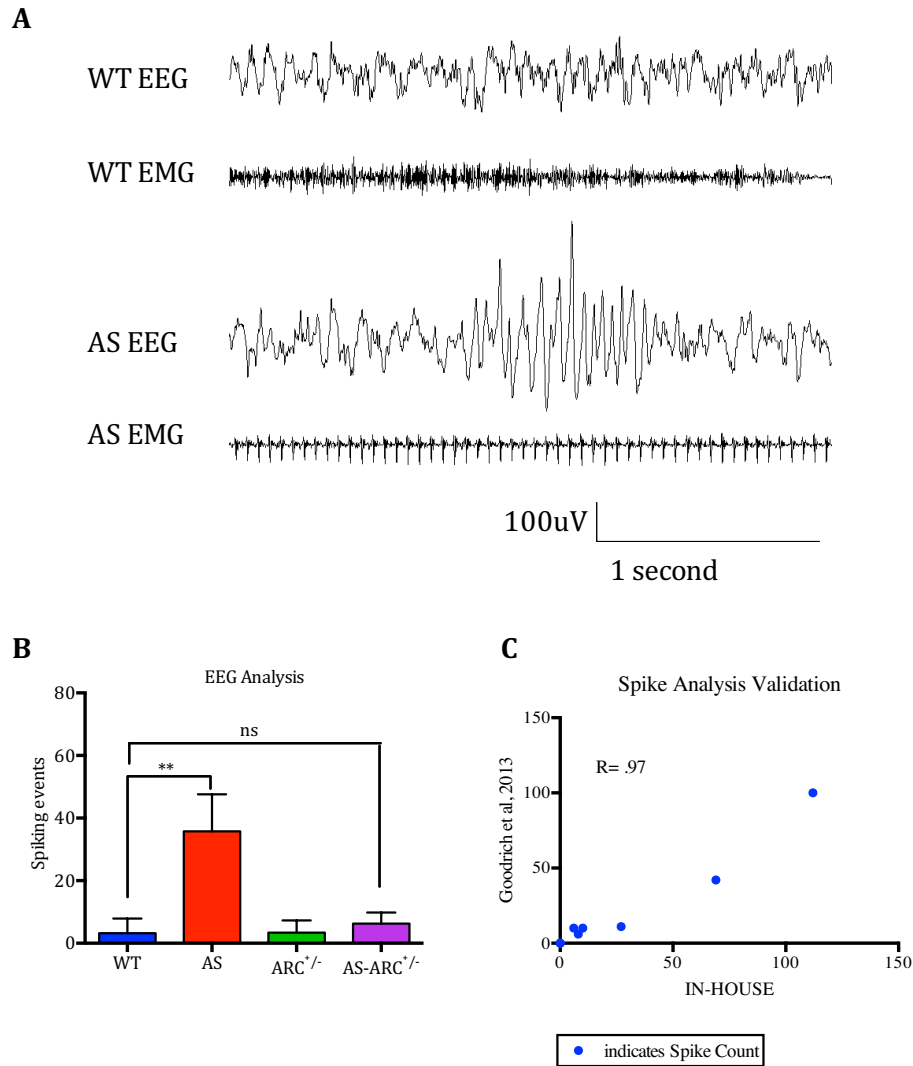 A
WT EEG
WT EMG
AS EEG
AS EMG
100uV
1 second
B
EEG Analysis
Spiking events
80
60
40
20
0
ns
**
WT
AS
ARC+/-
AS-ARC+/-
C
Spike Analysis Validation
Goodrich et al, 2013
150
100
50
0
R= .97
0
50
100
150
IN-HOUSE
indicates Spike Count